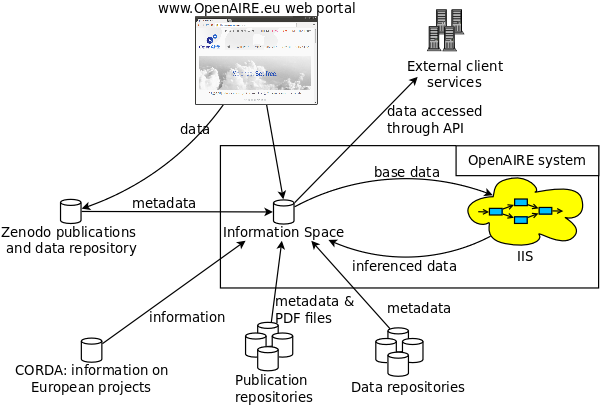 www.OpenAIRE.eu web portal
OpenAIRE
External client
services
data accessed
through API
data
OpenAIRE system
base data
metadata
Zenodo publications
and data repository
Information Space
IIS
inferenced data
information
metadata &
PDF files
metadata
CORDA: information on
European projects
Publication
repositories
Data repositories